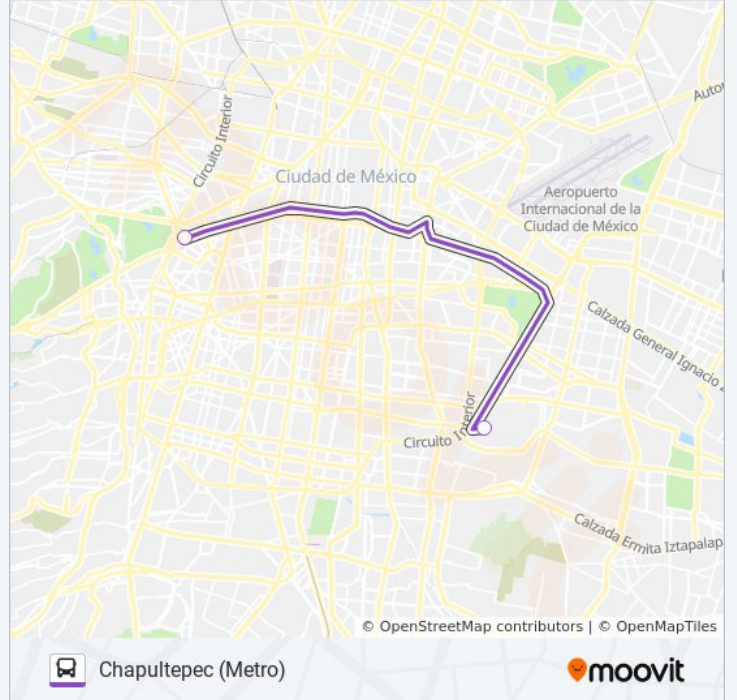 Autop
Circuito Interior
Ciudad de México
Aeropuerto
Internacional de la
Ciudad de México
Calzada General Ignacio Z
Circuito Interior
Calzada Ermita Iztapalap
© OpenStreetMap contributors | © OpenMapTiles
Chapultepec (Metro)
moovit